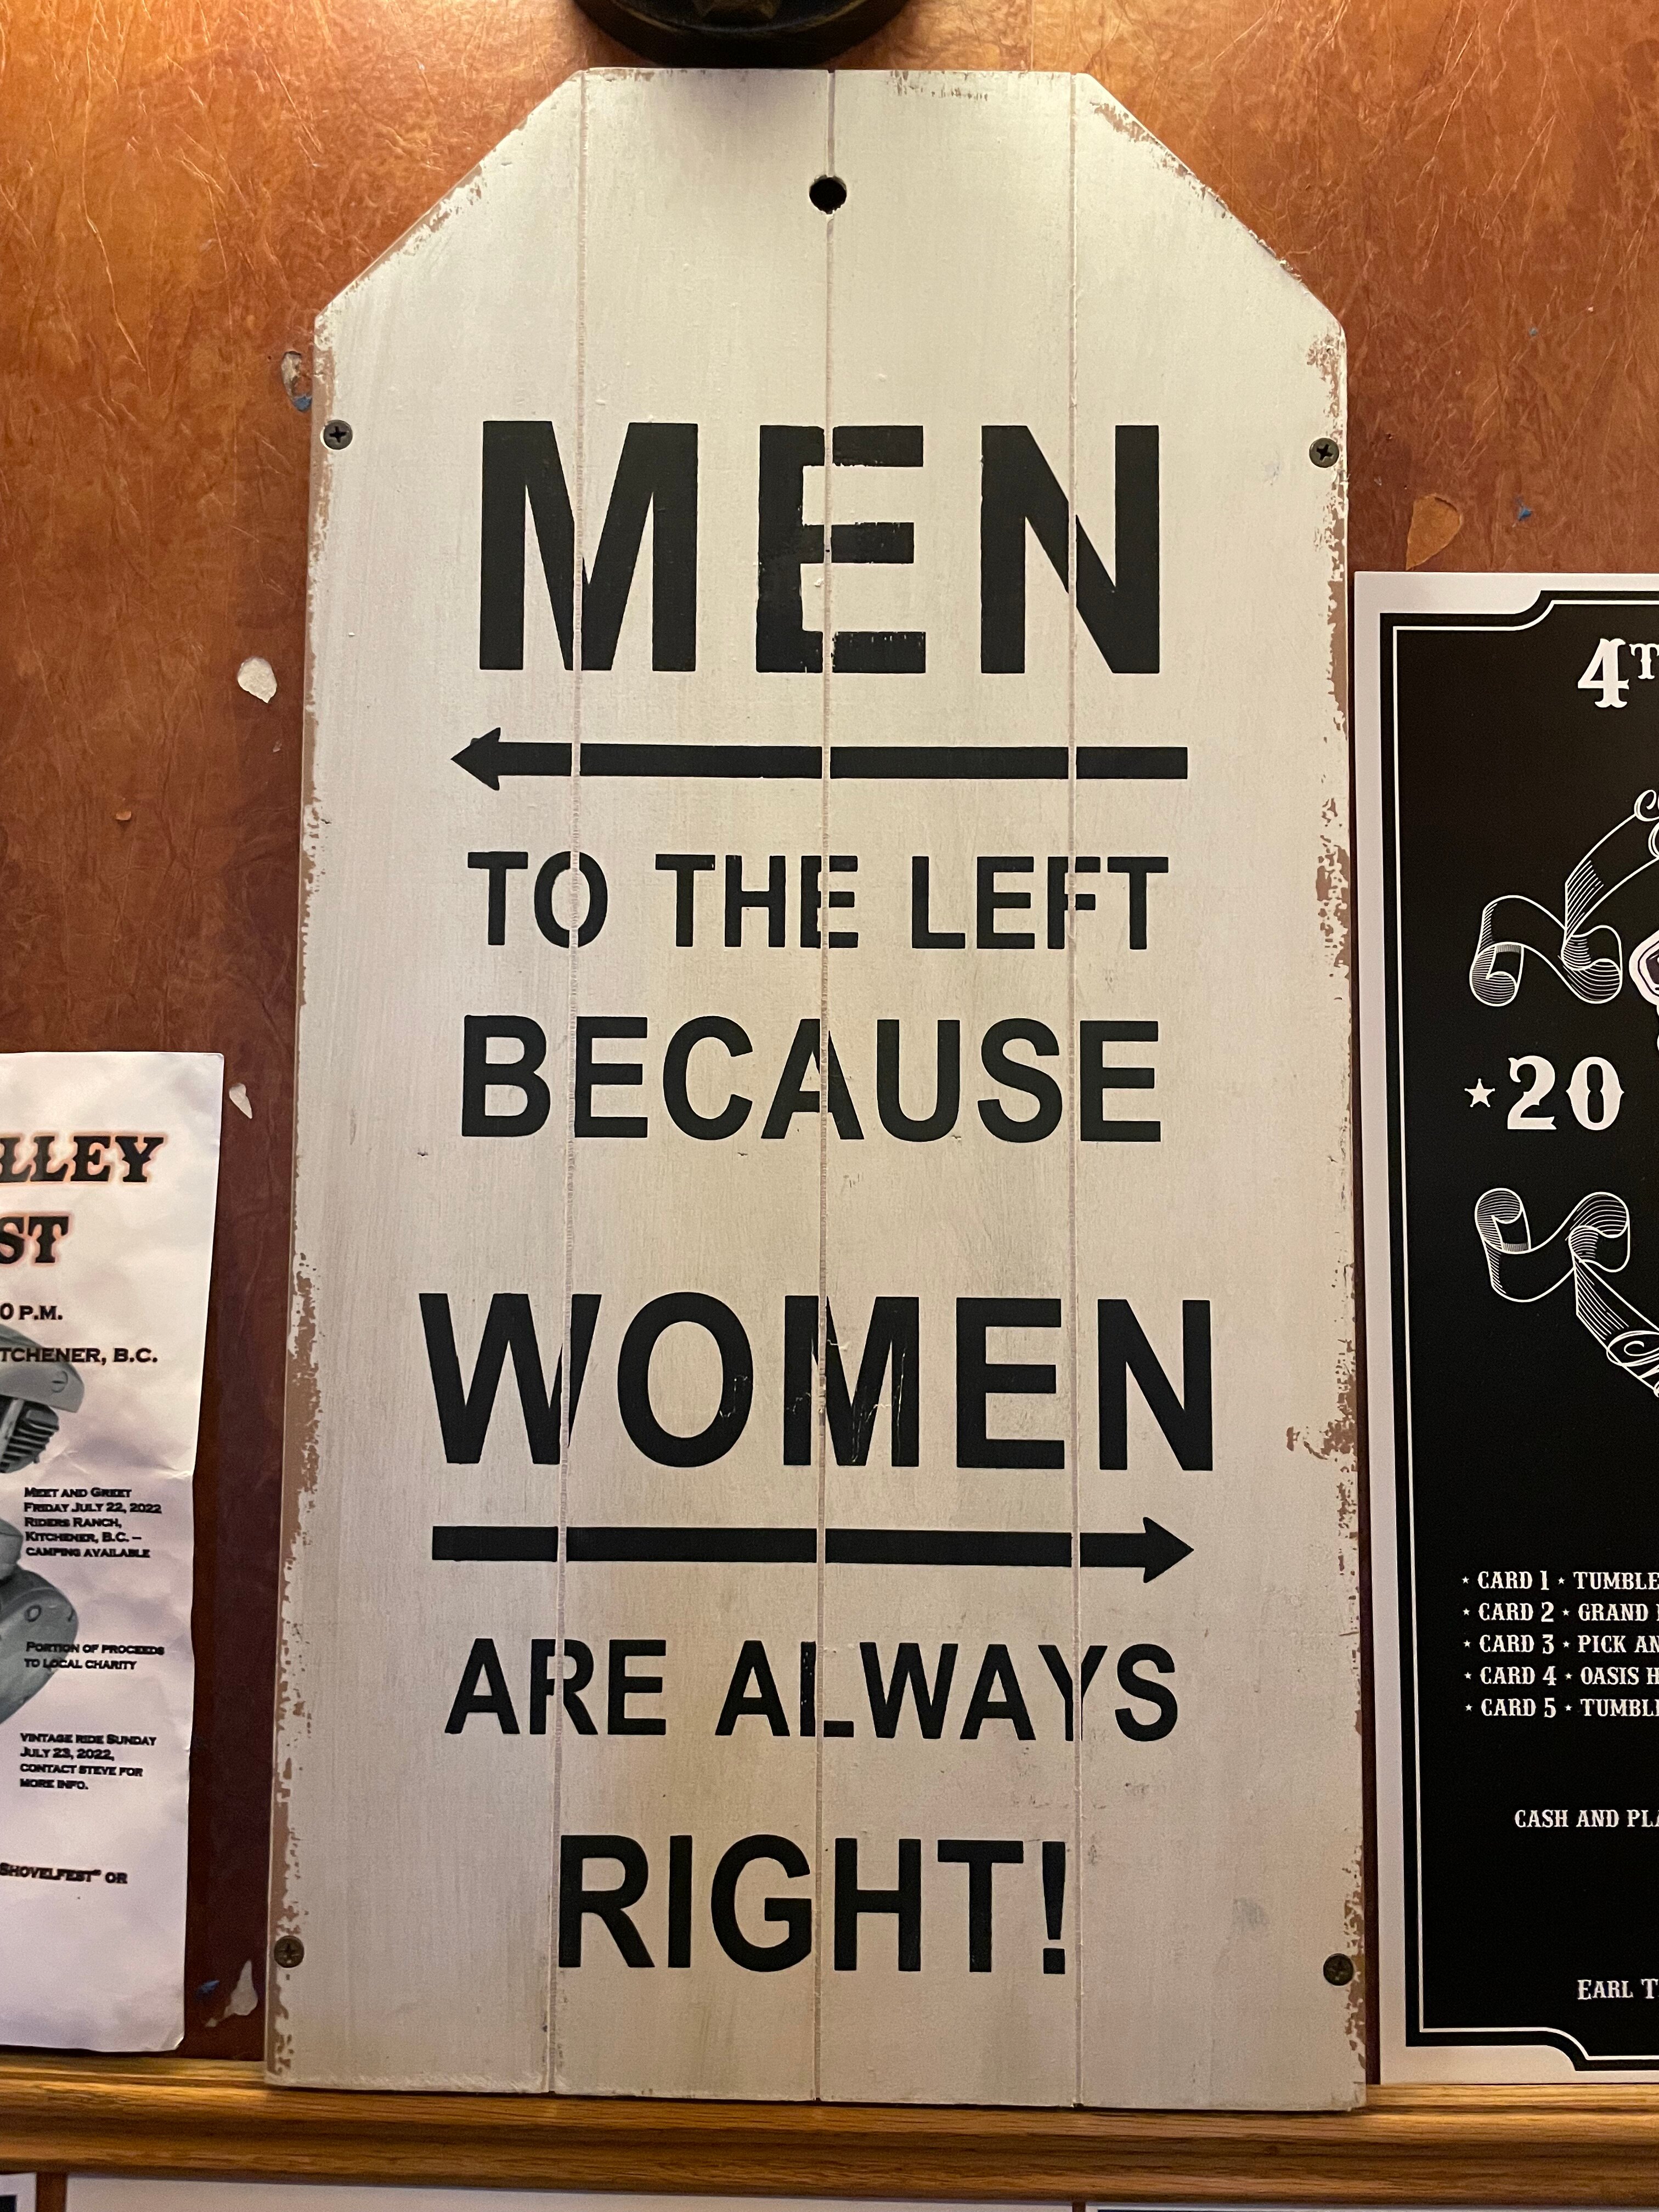 MEN
TO THE LEFT
BECAUSE
WOMEN
ARE ALWAYS
RIGHT!
0 P.M.
B.C.
MEET AND GREET
FRIDAY JULY 22, 2022
RIDERS RANCH,
KITCHENER, B.C. –
CAMPING AVAILABLE
PORTION OF PROCEEDS
TO LOCAL CHARITY
VINTAGE RIDE SUNDAY
JULY 23, 2022,
CONTACT STEVE FOR
MORE INFO.
SHOVELFEST" OR
20
• CARD 1 • TUMBLE
• CARD 2 • GRAND
• CARD 3 • PICK AN
• CARD 4 • OASIS H
• CARD 5 • TUMBLE
CASH AND PLA
EARL T